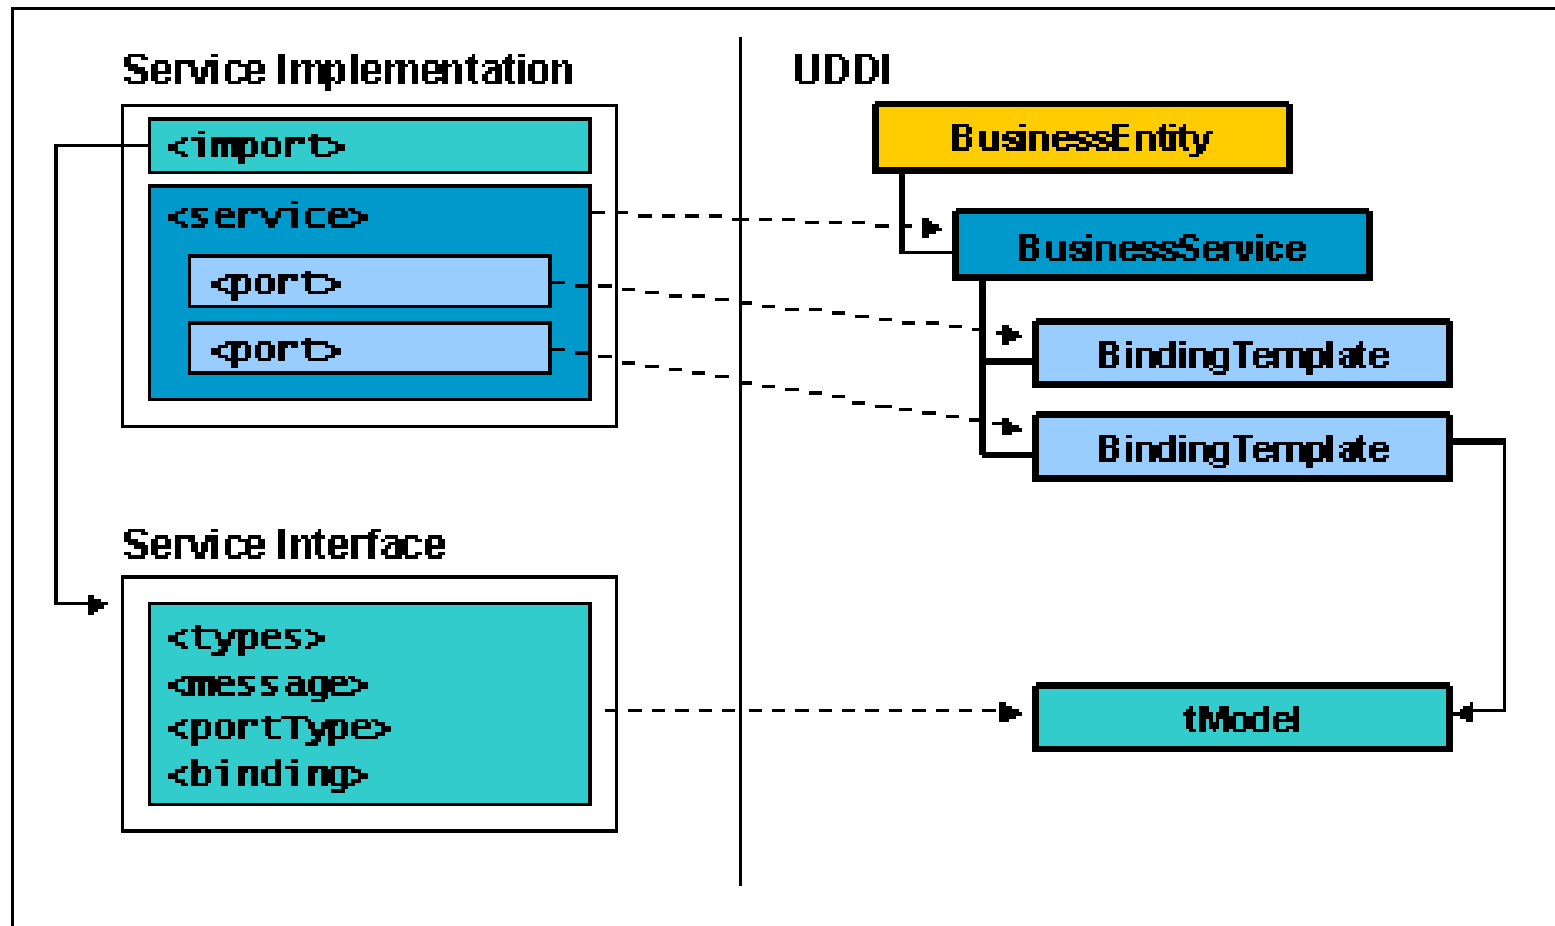 Service Implementation
<import>
<service>
<port>
<port>
Service Interface
<types>
<message>
<portType>
<binding>
UDDI
BusinessEntity
BusinessService
BindingTemplate
BindingTemplate
tModel